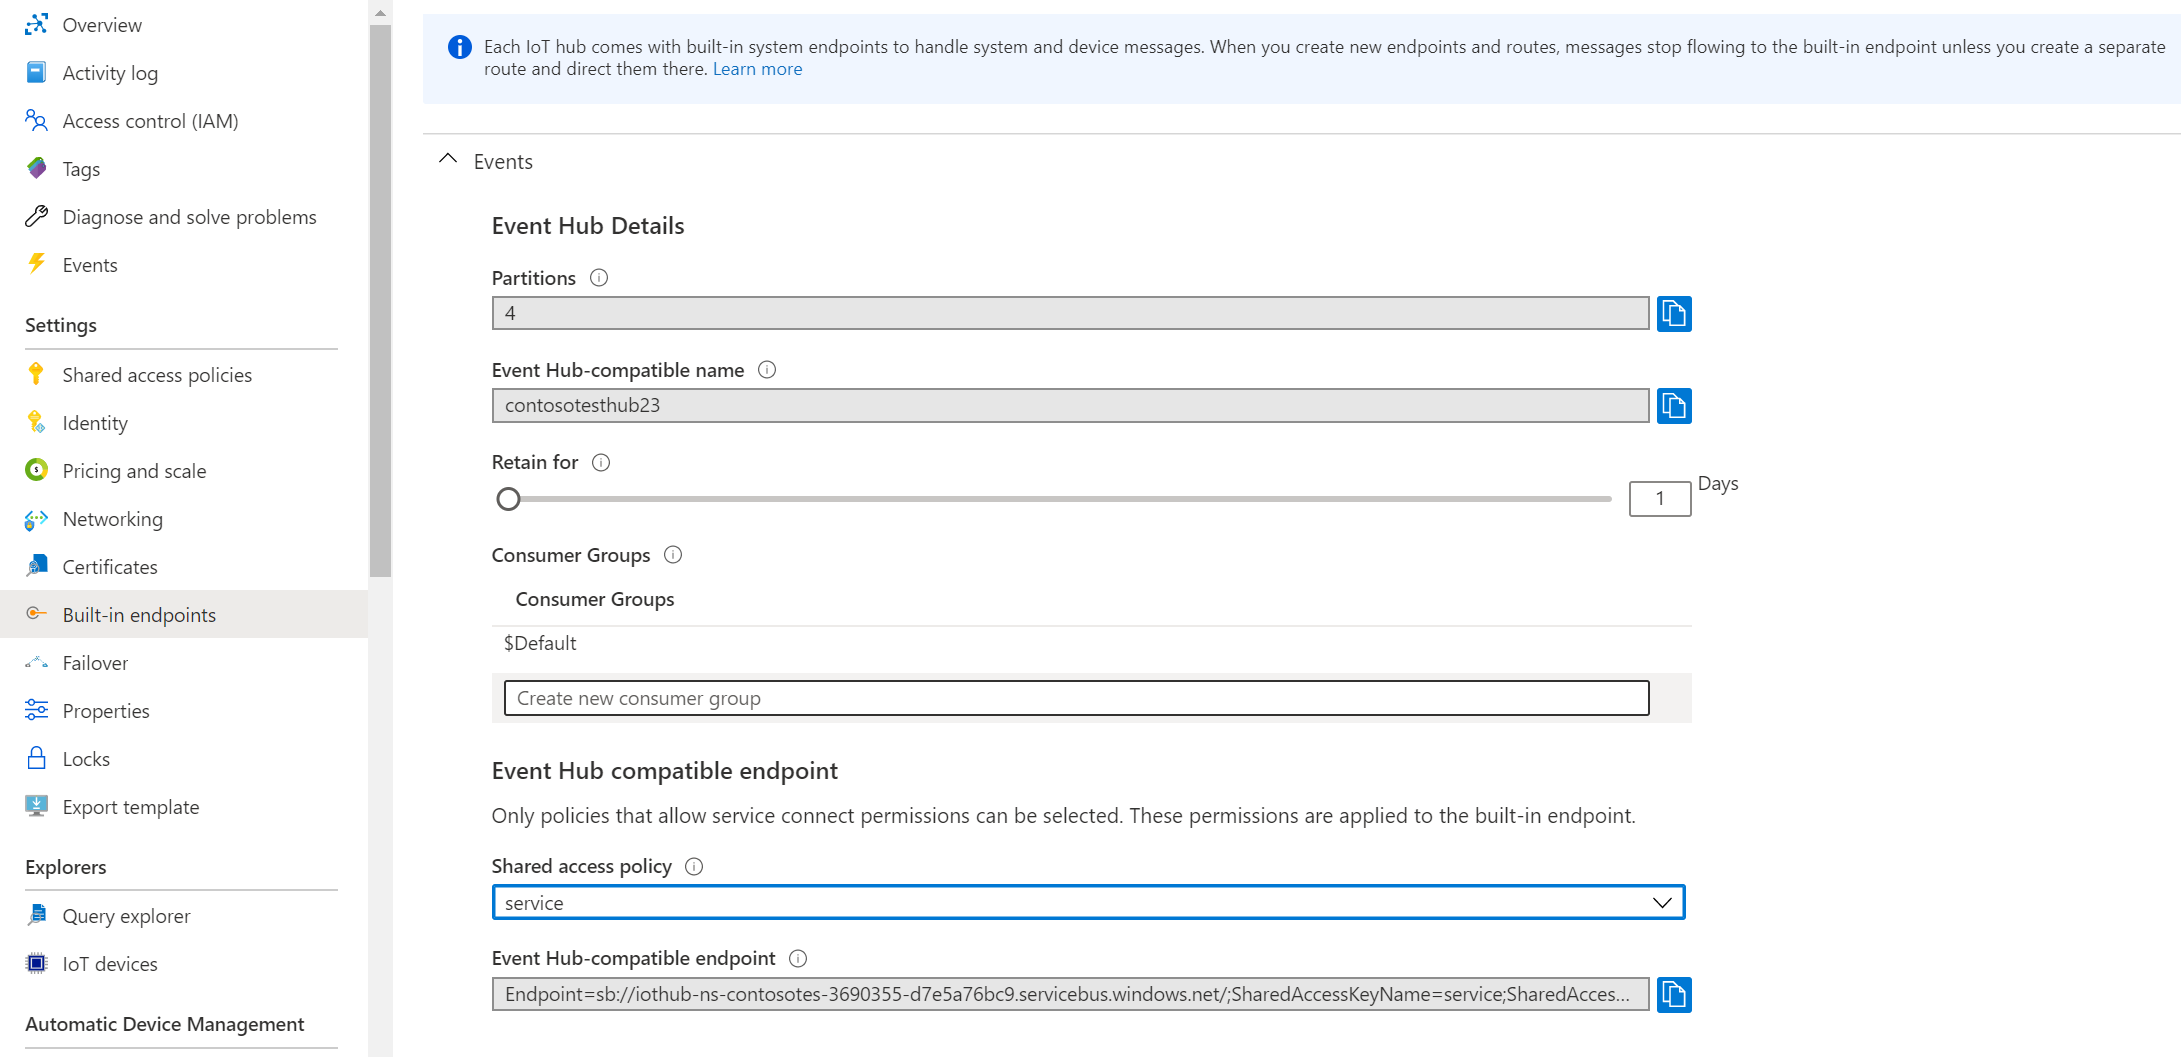 Overview
Activity log
Access control (IAM)
Tags
Diagnose and solve problems
Events
Settings
Shared access policies
Identity
Pricing and scale
Networking
Certificates
Built-in endpoints
Failover
Properties
Locks
Export template
Explorers
Query explorer
IoT devices
Automatic Device Management
Each IoT hub comes with built-in system endpoints to handle system and device messages. When you create new endpoints and routes, messages stop flowing to the built-in endpoint unless you create a separate
route and direct them there. Learn more
Events
Event Hub Details
Partitions
4
Event Hub-compatible name
contosotesthub23
Retain for
1 Days
Consumer Groups
Consumer Groups
$Default
Create new consumer group
Event Hub compatible endpoint
Only policies that allow service connect permissions can be selected. These permissions are applied to the built-in endpoint.
Shared access policy
service
Event Hub-compatible endpoint
Endpoint=sb://iothub-ns-contosotes-3690355-d7e5a76bc9.servicebus.windows.net/;SharedAccessKeyName=service;SharedAcces...